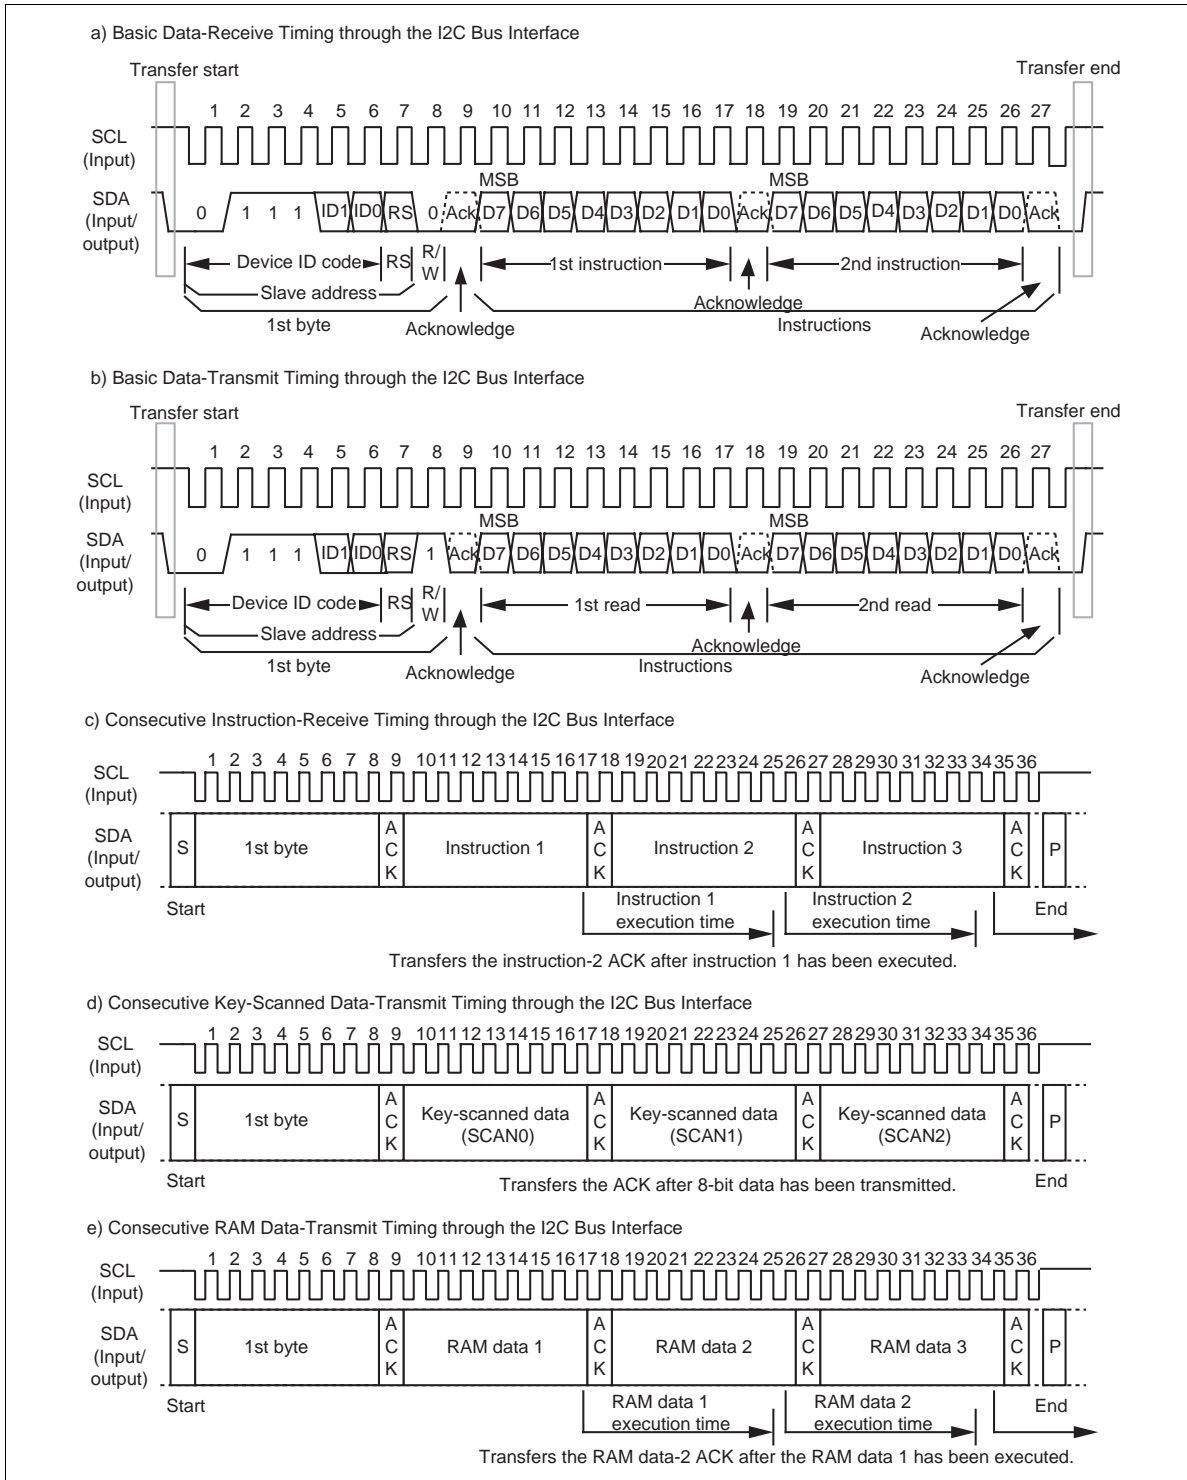 a) Basic Data-Receive Timing through the I2C Bus Interface
Transfer start
Transfer end
1 2 3 4 5 6 7 8 9 10 11 12 13 14 15 16 17 18 19 20 21 22 23 24 25 26 27
SCL
(Input)
MSB MSB
SDA
(Input/
output)
0 1 1 1 ID1 ID0 RS 0 Ack D7 D6 D5 D4 D3 D2 D1 D0 Ack D7 D6 D5 D4 D3 D2 D1 D0 Ack
Device ID code RS R/
W
1st instruction
2nd instruction
Slave address
Acknowledge
1st byte
Acknowledge
Instructions
Acknowledge
b) Basic Data-Transmit Timing through the I2C Bus Interface
Transfer start
Transfer end
1 2 3 4 5 6 7 8 9 10 11 12 13 14 15 16 17 18 19 20 21 22 23 24 25 26 27
SCL
(Input)
MSB MSB
SDA
(Input/
output)
0 1 1 1 ID1 ID0 RS 1 Ack D7 D6 D5 D4 D3 D2 D1 D0 Ack D7 D6 D5 D4 D3 D2 D1 D0 Ack
Device ID code RS R/
W
1st read
2nd read
Slave address
Acknowledge
1st byte
Acknowledge
Instructions
Acknowledge
c) Consecutive Instruction-Receive Timing through the I2C Bus Interface
1 2 3 4 5 6 7 8 9 10 11 12 13 14 15 16 17 18 19 20 21 22 23 24 25 26 27 28 29 30 31 32 33 34 35 36
SCL
(Input)
SDA
(Input/
output)
S 1st byte ACK Instruction 1 ACK Instruction 2 ACK Instruction 3 ACK P
Start
Instruction 1
execution time
Instruction 2
execution time
End
Transfers the instruction-2 ACK after instruction 1 has been executed.
d) Consecutive Key-Scanned Data-Transmit Timing through the I2C Bus Interface
1 2 3 4 5 6 7 8 9 10 11 12 13 14 15 16 17 18 19 20 21 22 23 24 25 26 27 28 29 30 31 32 33 34 35 36
SCL
(Input)
SDA
(Input/
output)
S 1st byte ACK Key-scanned data
(SCAN0)
ACK Key-scanned data
(SCAN1)
ACK Key-scanned data
(SCAN2)
ACK P
Start
Transfers the ACK after 8-bit data has been transmitted.
End
e) Consecutive RAM Data-Transmit Timing through the I2C Bus Interface
1 2 3 4 5 6 7 8 9 10 11 12 13 14 15 16 17 18 19 20 21 22 23 24 25 26 27 28 29 30 31 32 33 34 35 36
SCL
(Input)
SDA
(Input/
output)
S 1st byte ACK RAM data 1 ACK RAM data 2 ACK RAM data 3 ACK P
Start
RAM data 1
execution time
RAM data 2
execution time
End
Transfers the RAM data-2 ACK after the RAM data 1 has been executed.